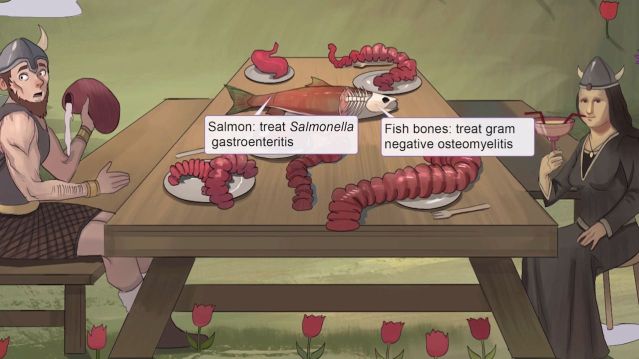 Salmon: treat Salmonella
gastroenteritis
Fish bones: treat gram
negative osteomyelitis